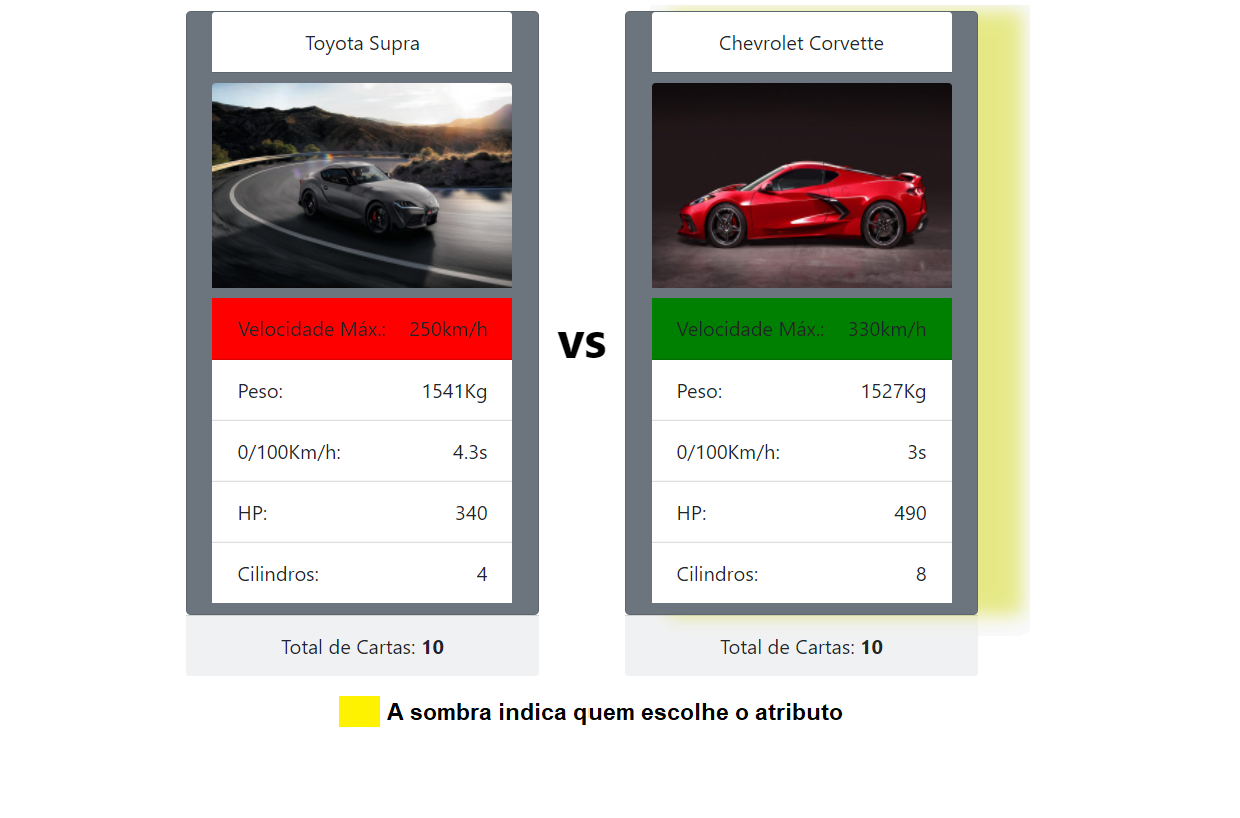 Toyota Supra
Velocidade Máx.: 250km/h
Peso: 1541Kg
0/100Km/h: 4.3s
HP: 340
Cilindros: 4
Total de Cartas: 10
vs
Chevrolet Corvette
Velocidade Máx.: 330km/h
Peso: 1527Kg
0/100Km/h: 3s
HP: 490
Cilindros: 8
Total de Cartas: 10
A sombra indica quem escolhe o atributo